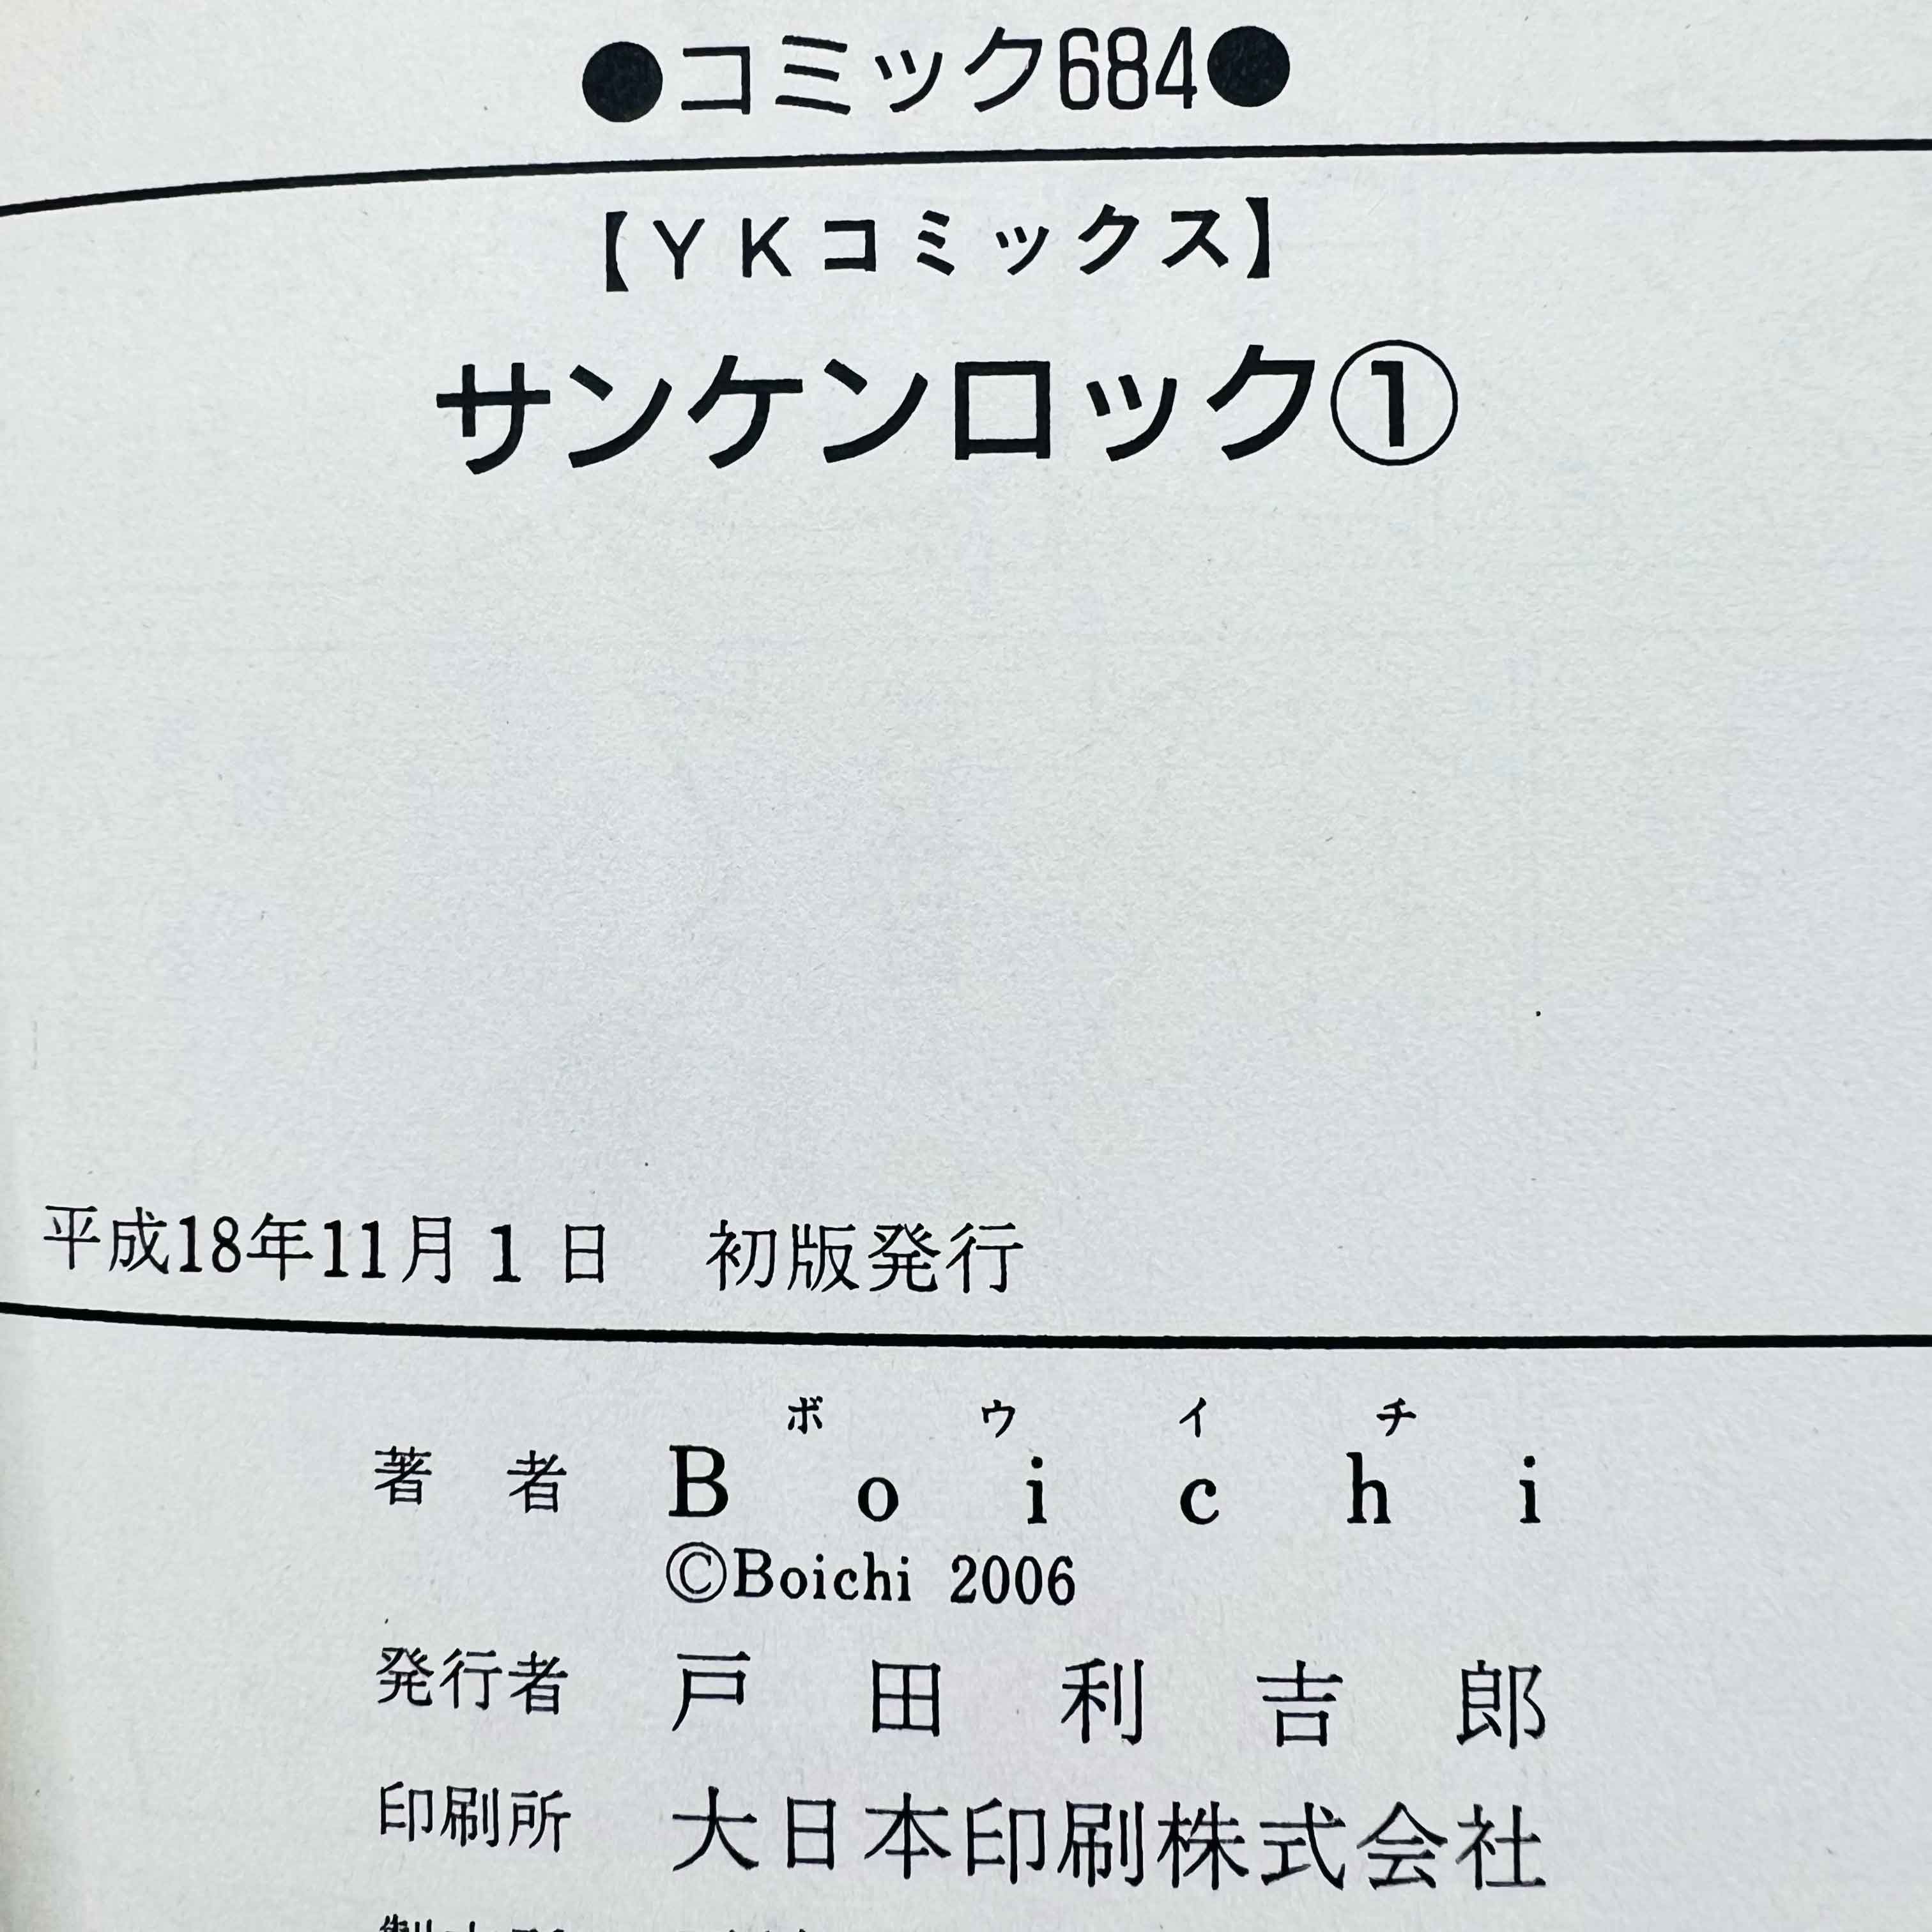 ●コミック684●
【YKコミックス】
サンケンロック①
平成18年11月1日 初版発行
ボウイチ
著者 Boichi
©Boichi 2006
発行者 戸田利吉郎
印刷所 大日本印刷株式会社